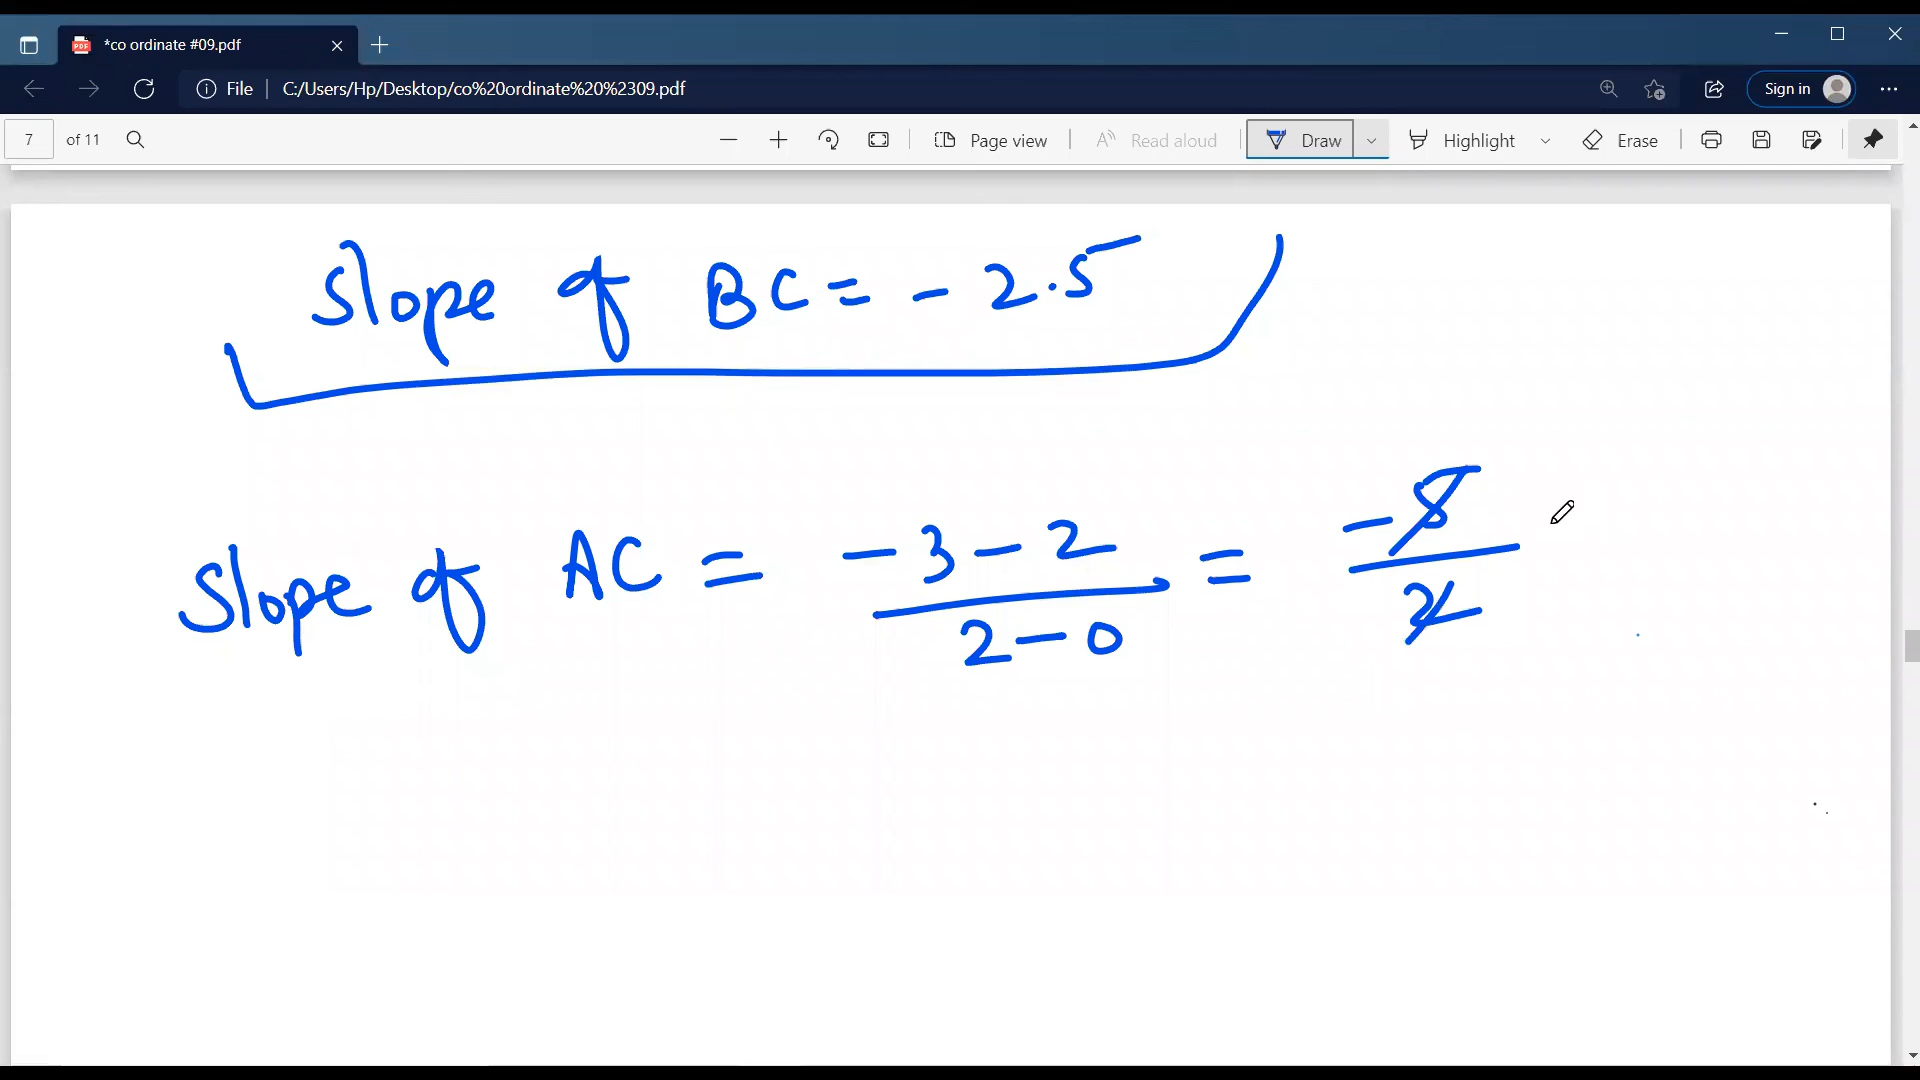 *co ordinate #09.pdf
File | C:/Users/Hp/Desktop/co%20ordinate%20%2309.pdf
Sign in
7 of 11
Page view
Read aloud
Draw
Highlight
Erase
Slope of BC = - 2.5
Slope of AC = -3-2 / 2-0 = -5 / 2